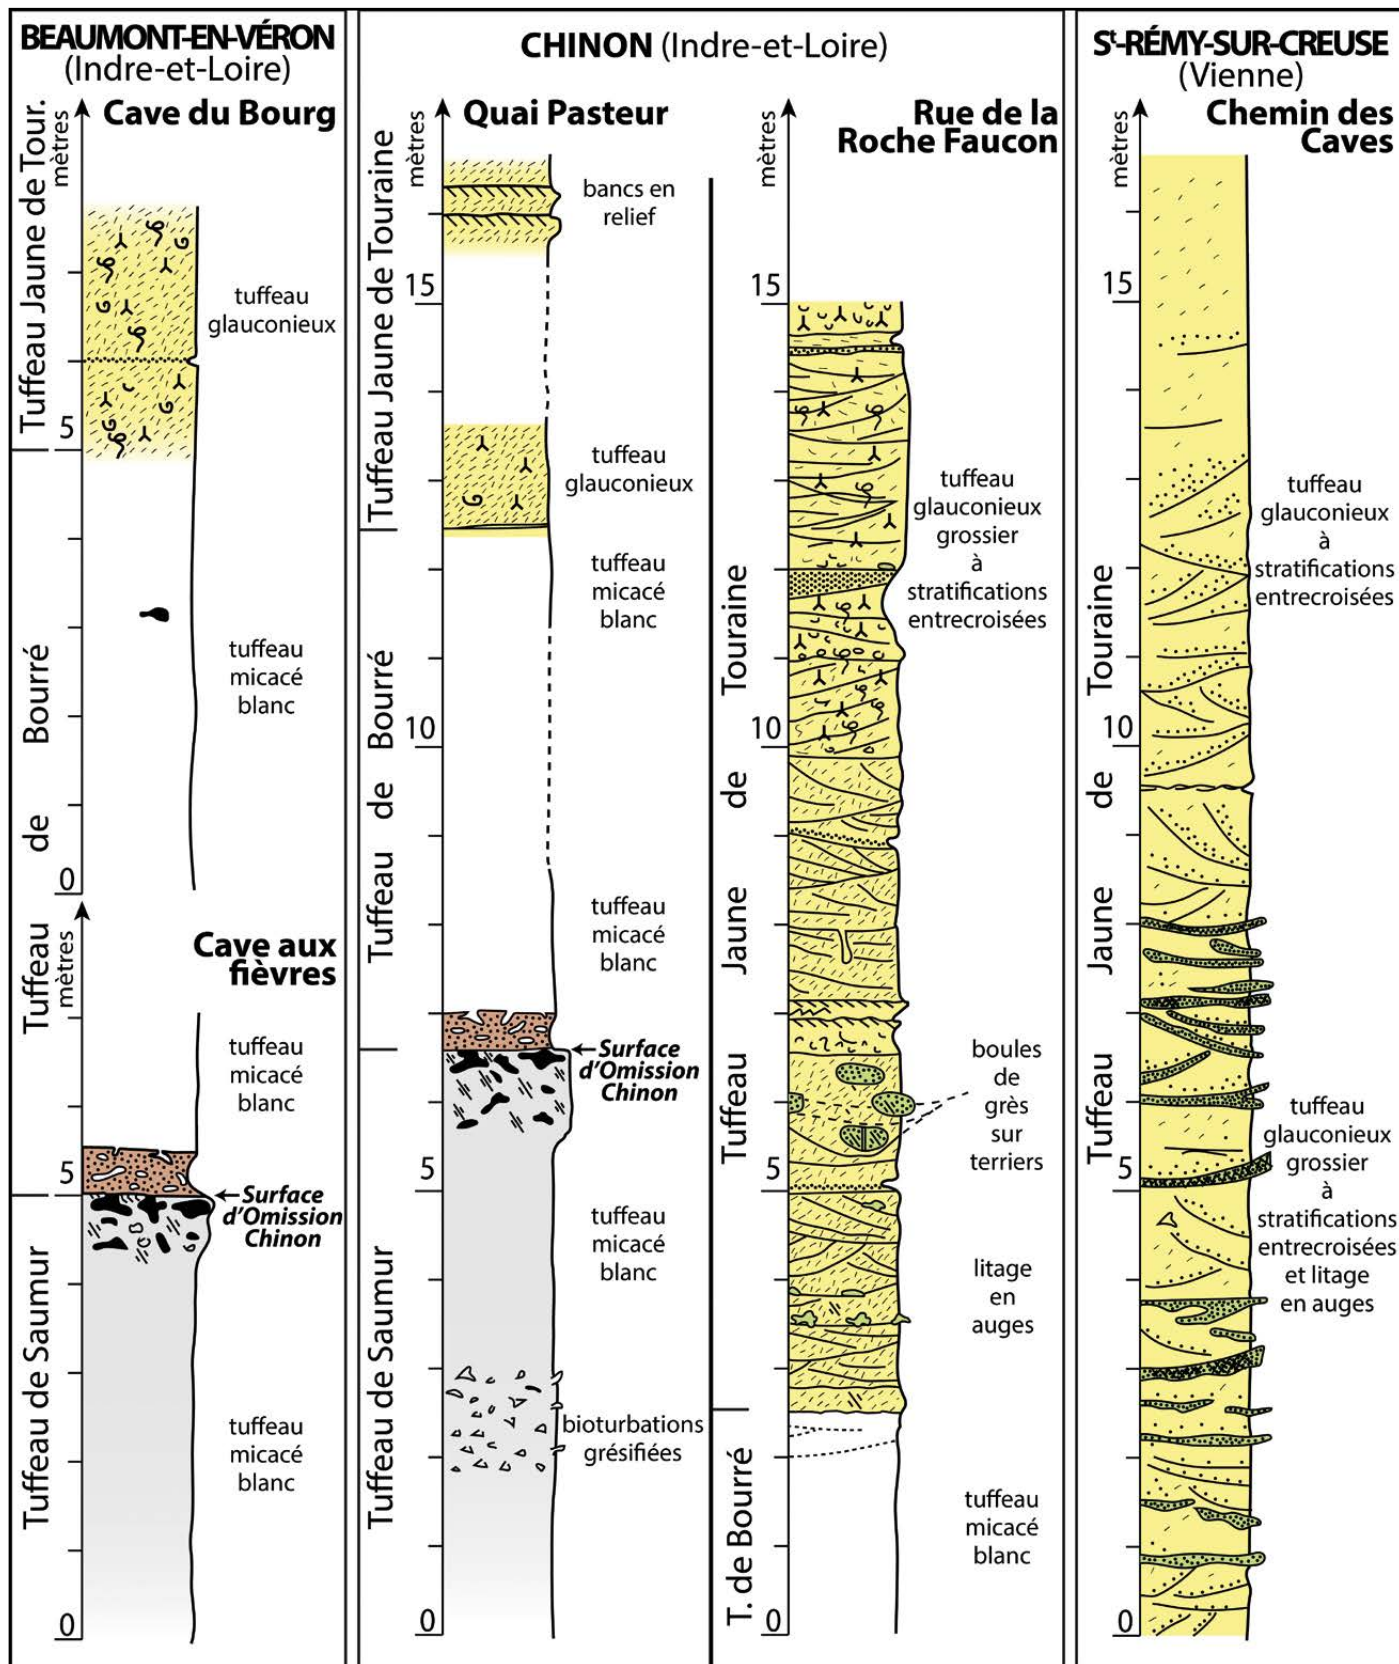 BEAUMONT-EN-VÉRON
(Indre-et-Loire)
Cave du Bourg
mètres
Tuffeau Jaune de Tour.
tuffeau
glauconieux
5
tuffeau
micacé
blanc
0
Tuffeau de Bourré
mètres
Cave aux
fièvres
tuffeau
micacé
blanc
5
Surface
d'Omission
Chinon
Tuffeau de Saumur
tuffeau
micacé
blanc
0
CHINON (Indre-et-Loire)
Quai Pasteur
mètres
Tuffeau Jaune de Touraine
bancs en
relief
15
tuffeau
glauconieux
tuffeau
micacé
blanc
10
Tuffeau de Bourré
tuffeau
micacé
blanc
Surface
d'Omission
Chinon
5
tuffeau
micacé
blanc
Tuffeau de Saumur
bioturbations
grésifiées
0
Rue de la
Roche Faucon
mètres
15
tuffeau
glauconieux
grossier
à
stratifications
entrecroisées
10
Tuffeau Jaune de Touraine
boules
de
grès
sur
terriers
5
litage
en
auges
T. de Bourré
tuffeau
micacé
blanc
0
St-RÉMY-SUR-CREUSE
(Vienne)
Chemin des
Caves
mètres
15
tuffeau
glauconieux
à
stratifications
entrecroisées
10
Tuffeau Jaune de Touraine
tuffeau
glauconieux
grossier
à
stratifications
entrecroisées
et litage
en auges
5
0